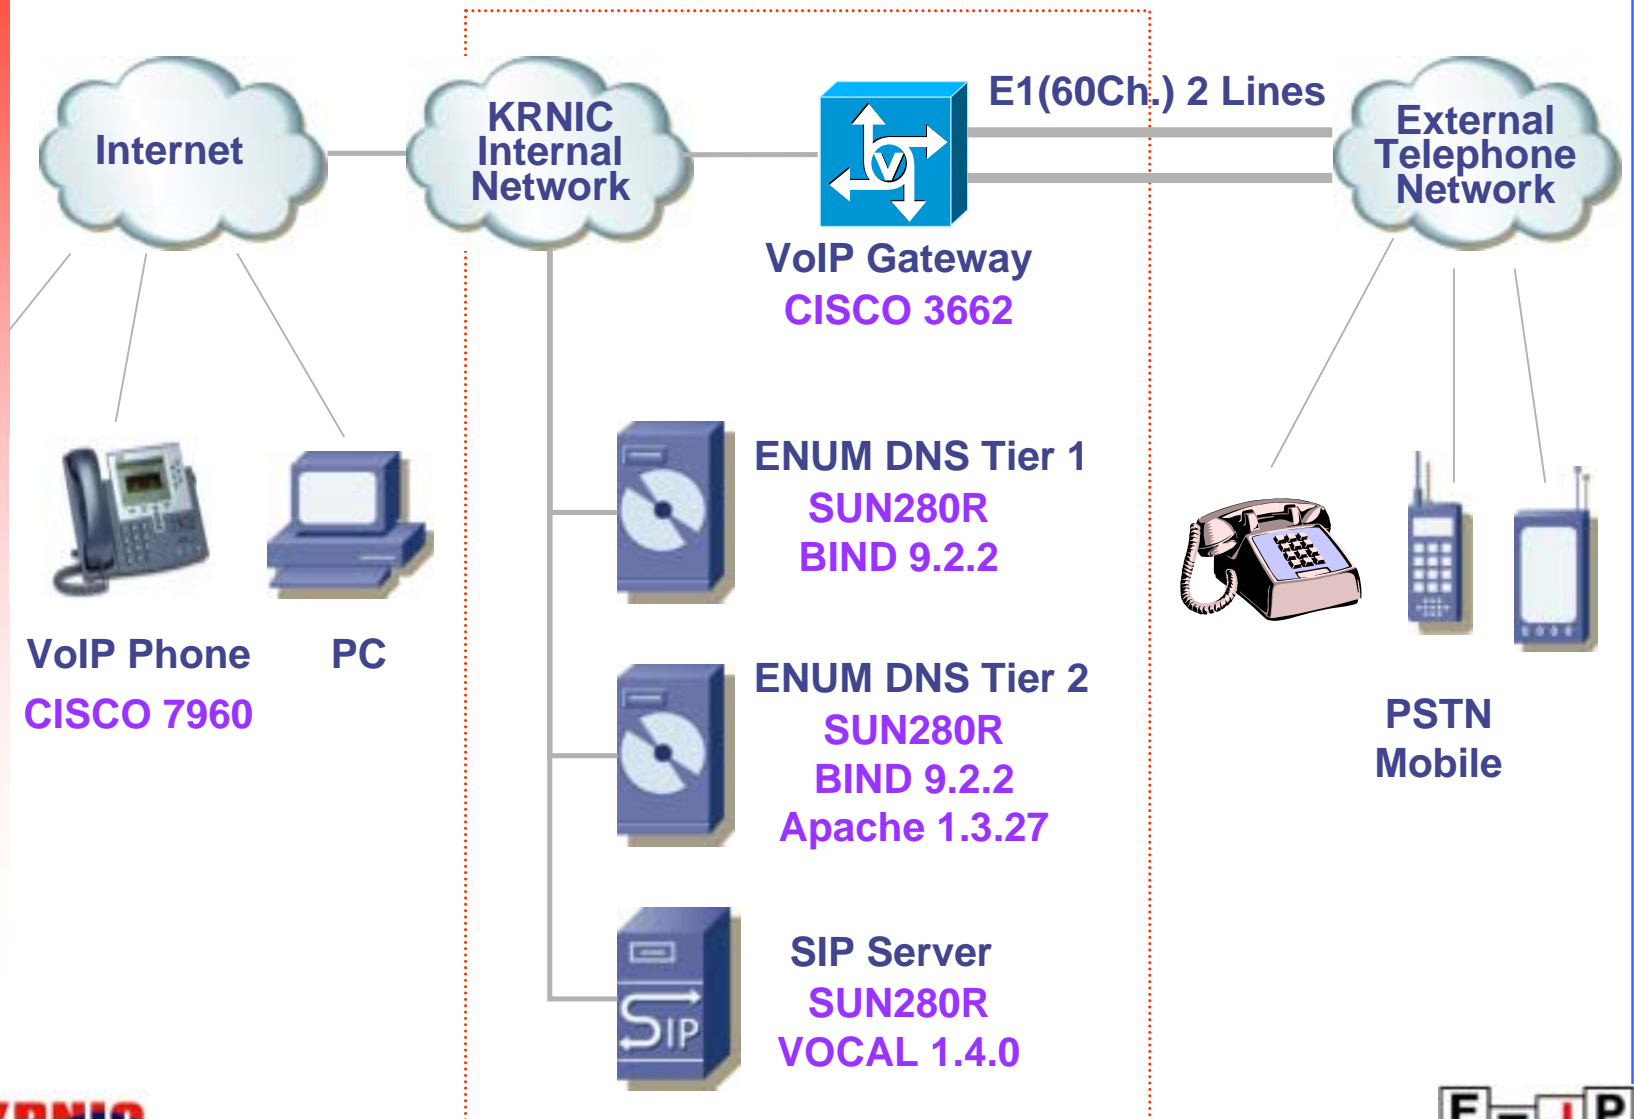 Internet
KRNIC
Internal
Network
E1(60Ch.) 2 Lines
External
Telephone
Network
V
VoIP Gateway
CISCO 3662
ENUM DNS Tier 1
SUN280R
BIND 9.2.2
VoIP Phone
CISCO 7960
PC
ENUM DNS Tier 2
SUN280R
BIND 9.2.2
Apache 1.3.27
PSTN
Mobile
SIP Server
SUN280R
VOCAL 1.4.0
SIP
KRNIC